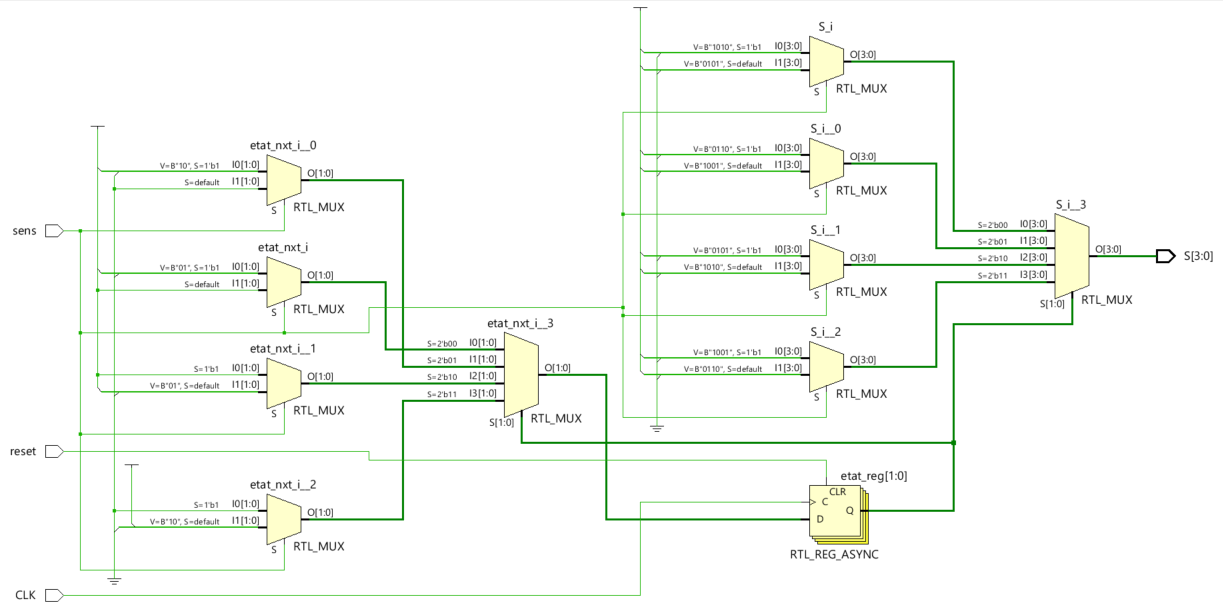 S_i
V=B"1010", S=1'b1 I0[3:0]
V=B"0101", S=default I1[3:0]
O[3:0]
S
RTL_MUX
S_i__0
V=B"0110", S=1'b1 I0[3:0]
V=B"1001", S=default I1[3:0]
O[3:0]
S
RTL_MUX
S_i__1
V=B"0101", S=1'b1 I0[3:0]
V=B"1010", S=default I1[3:0]
O[3:0]
S
RTL_MUX
S_i__2
V=B"1001", S=1'b1 I0[3:0]
V=B"0110", S=default I1[3:0]
O[3:0]
S
RTL_MUX
S_i__3
S=2'b00 I0[3:0]
S=2'b01 I1[3:0]
S=2'b10 I2[3:0]
S=2'b11 I3[3:0]
O[3:0]
S[1:0]
RTL_MUX
S[3:0]
etat_nxt_i__0
V=B"10", S=1'b1 I0[1:0]
S=default I1[1:0]
O[1:0]
S
RTL_MUX
sens
etat_nxt_i
V=B"01", S=1'b1 I0[1:0]
S=default I1[1:0]
O[1:0]
S
RTL_MUX
etat_nxt_i__1
S=1'b1 I0[1:0]
V=B"01", S=default I1[1:0]
O[1:0]
S
RTL_MUX
etat_nxt_i__3
S=2'b00 I0[1:0]
S=2'b01 I1[1:0]
S=2'b10 I2[1:0]
S=2'b11 I3[1:0]
O[1:0]
S[1:0]
RTL_MUX
reset
etat_nxt_i__2
S=1'b1 I0[1:0]
V=B"10", S=default I1[1:0]
O[1:0]
S
RTL_MUX
etat_reg[1:0]
CLR
C
D
Q
RTL_REG_ASYNC
CLK